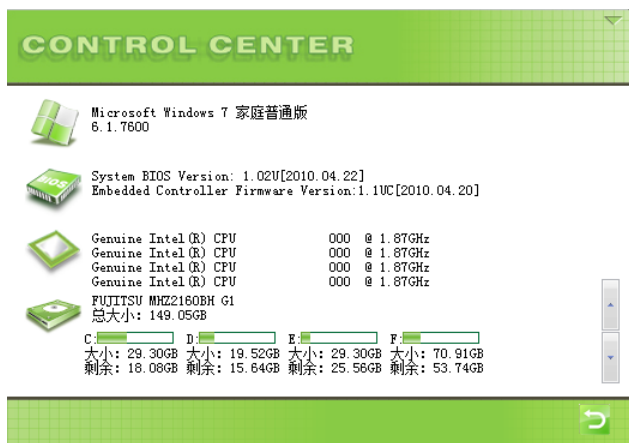 CONTROL CENTER
Microsoft Windows 7 家庭普通版
6.1.7600
BIOS
System BIOS Version: 1.02U[2010.04.22]
Embedded Controller Firmware Version:1.1UC[2010.04.20]
Genuine Intel(R) CPU 000 @ 1.87GHz
Genuine Intel(R) CPU 000 @ 1.87GHz
Genuine Intel(R) CPU 000 @ 1.87GHz
Genuine Intel(R) CPU 000 @ 1.87GHz
FUJITSU MHZ2160BH G1
总大小: 149.05GB
C: D: E: F:
大小: 29.30GB 大小: 19.52GB 大小: 29.30GB 大小: 70.91GB
剩余: 18.08GB 剩余: 15.64GB 剩余: 25.56GB 剩余: 53.74GB